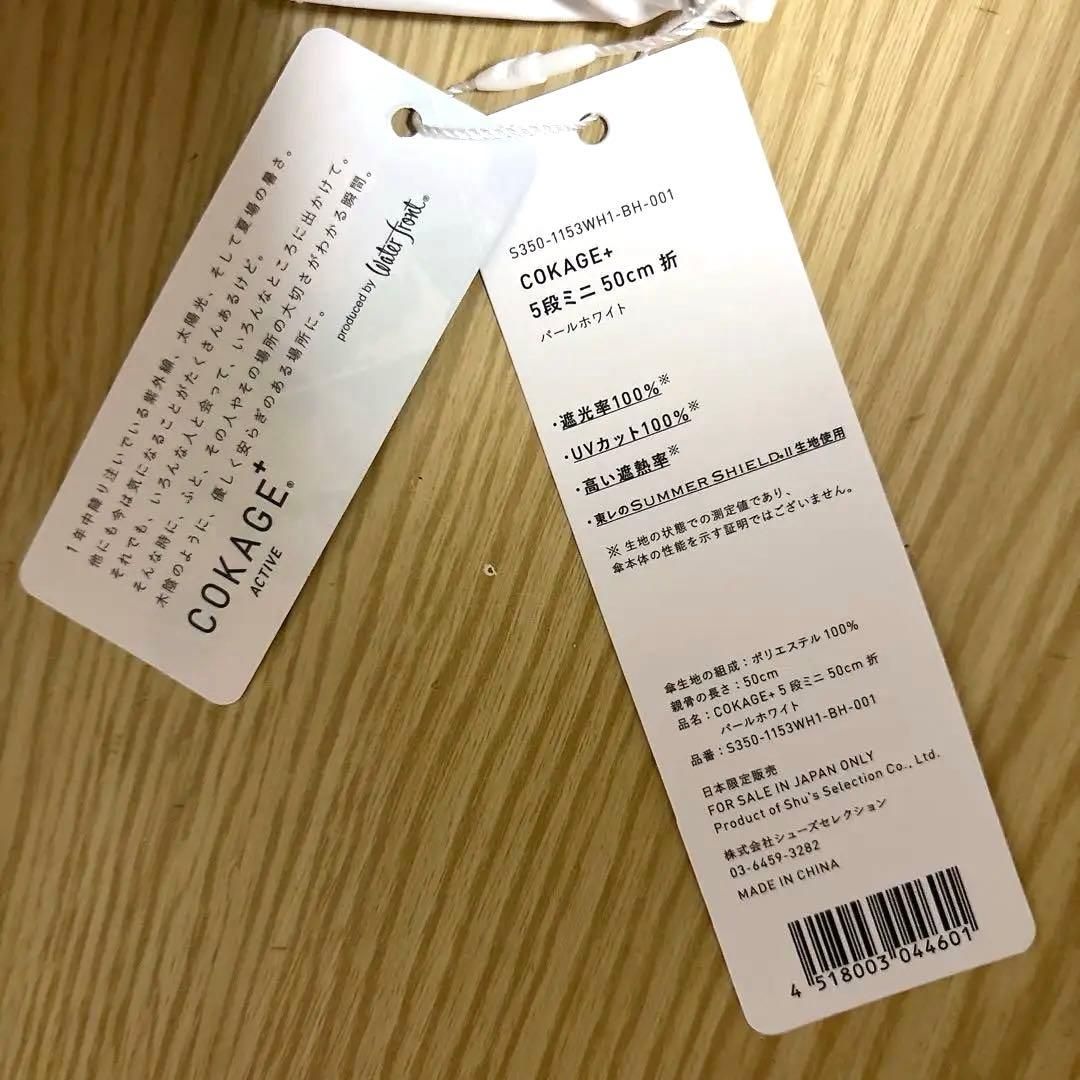 1年中降り注いでいる紫外線、太陽光、そして夏場の暑さ。
他にも今は気になることがたくさんあるけど。
それでも、いろんな人と会って、いろんなところに出かけて。
そんな時に、ふと、その人やその場所の大切さがわかる瞬間。
木陰のように、優しく安らぎのある場所に。
COKAGE+®
ACTIVE
produced by Waterfront®
S350-1153WH1-BH-001
COKAGE+
5段ミニ 50cm 折
パールホワイト
・遮光率100%※
・UVカット100%※
・高い遮熱率※
・東レのSUMMER SHIELD®II生地使用
※ 生地の状態での測定値であり、
傘本体の性能を示す証明ではございません。
傘生地の組成：ポリエステル 100%
親骨の長さ：50cm
品名：COKAGE+ 5 段ミニ 50cm 折
パールホワイト
品番：S350-1153WH1-BH-001
日本限定販売
FOR SALE IN JAPAN ONLY
Product of Shu's Selection Co., Ltd.
株式会社シューズセレクション
03-6459-3282
MADE IN CHINA
4 518003 044601